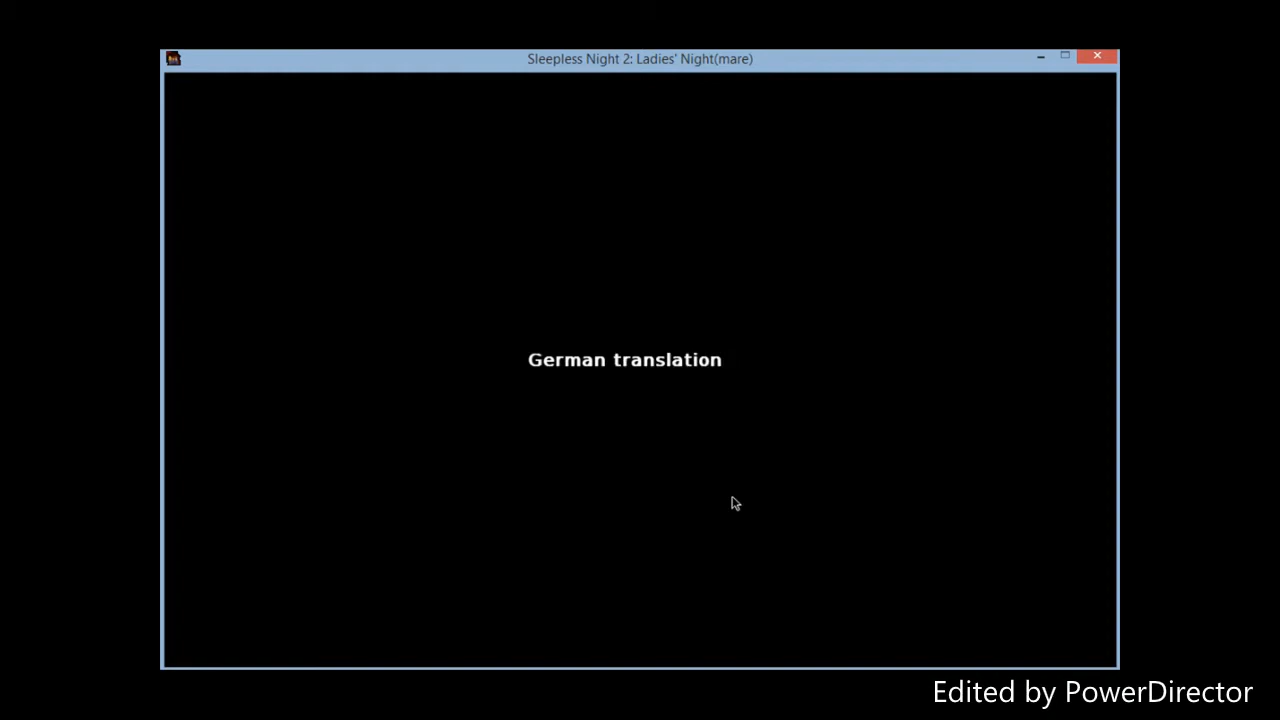 Sleepless Night 2: Ladies' Night(mare)
German translation
Edited by PowerDirector